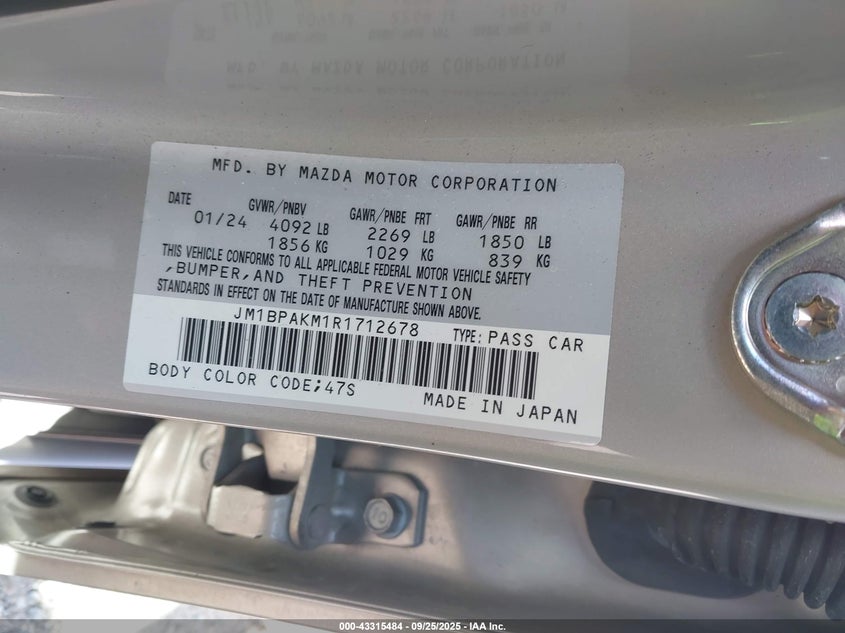 MFD. BY MAZDA MOTOR CORPORATION
DATE GVWR/PNBV GAWR/PNBE FRT GAWR/PNBE RR
01/24 4092 LB 2269 LB 1850 LB
1856 KG 1029 KG 839 KG
THIS VEHICLE CONFORMS TO ALL APPLICABLE FEDERAL MOTOR VEHICLE SAFETY
,BUMPER,AND THEFT PREVENTION
STANDARDS IN EFFECT ON THE DATE OF MANUFACTURE SHOWN ABOVE.
JM1BPAKM1R1712678 TYPE: PASS CAR
BODY COLOR CODE;47S
MADE IN JAPAN
000-43315484 - 09/25/2025 - IAA Inc.